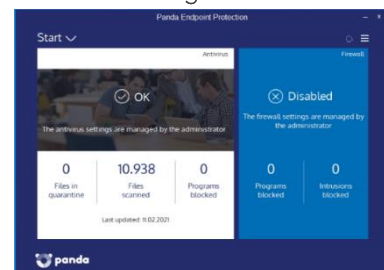 Panda Endpoint Protection
Start
Antivirus
OK
The antivirus settings are managed by the administrator
0
Files in
quarantine
10.938
Files
scanned
0
Programs
blocked
Last updated: 11.02.2021
Firewall
Disabled
The firewall settings are managed by
the administrator
0
Programs
blocked
0
Intrusions
blocked
panda